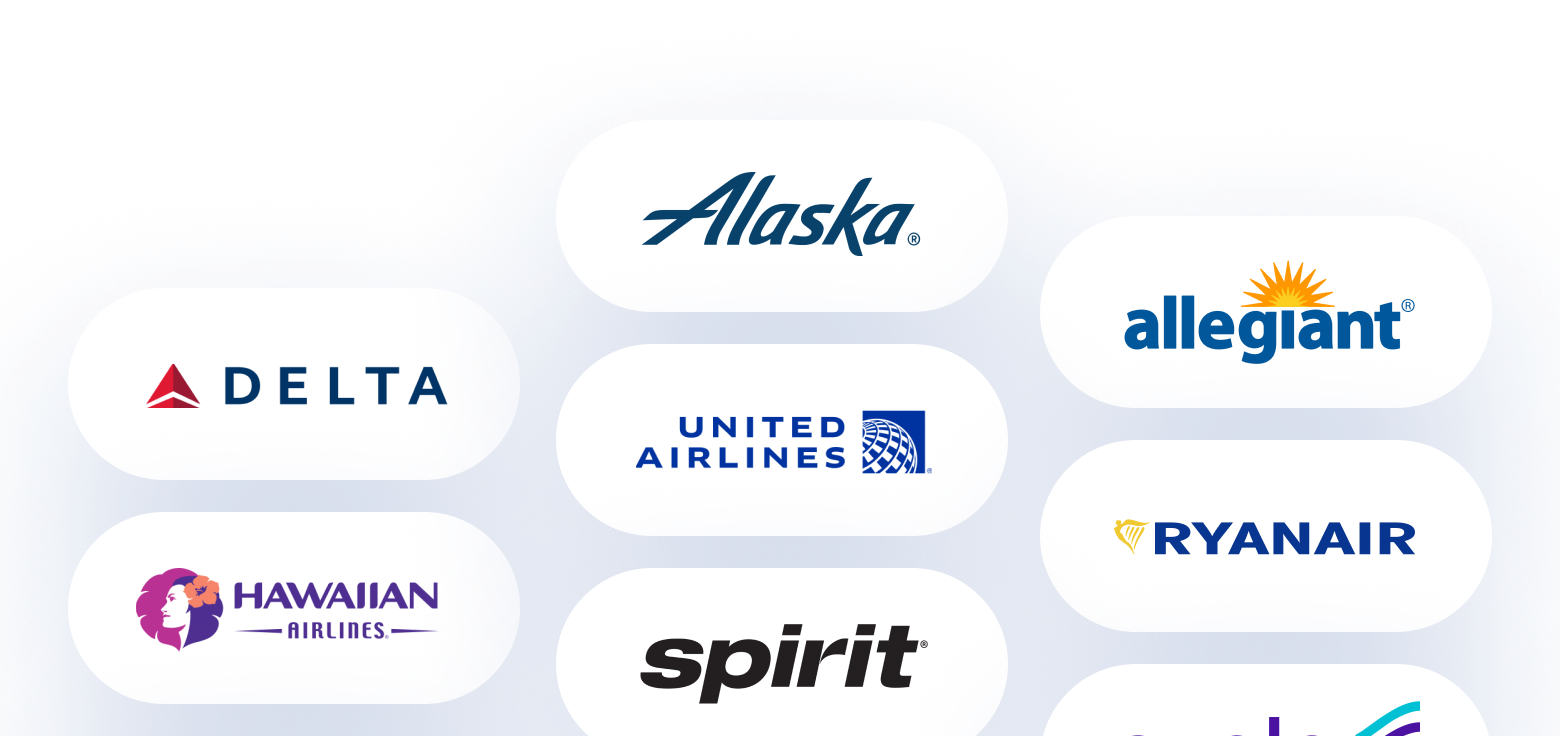 Alaska®
allegiant®
DELTA
UNITED
AIRLINES®
RYANAIR
HAWAIIAN
AIRLINES®
spirit®